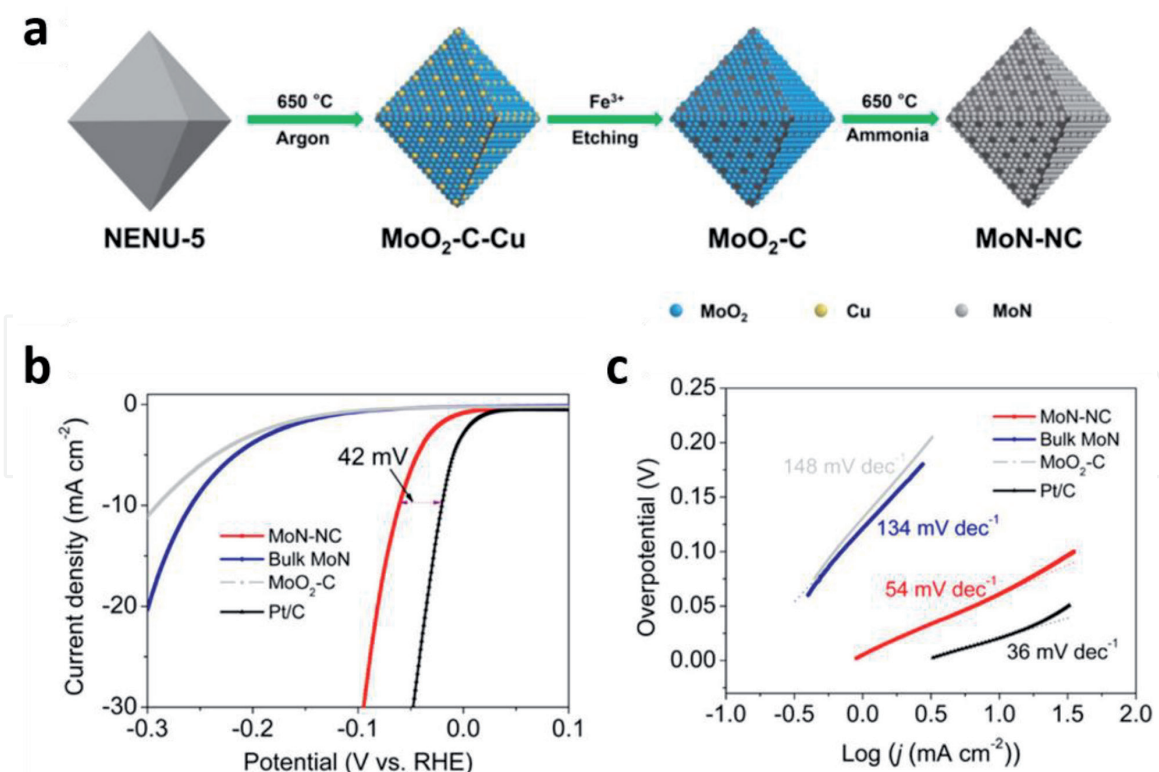 a
650 °C
Argon
Fe³⁺
Etching
650 °C
Ammonia
NENU-5
MoO₂-C-Cu
MoO₂-C
MoN-NC
MoO₂
Cu
MoN
b
Current density (mA cm⁻²)
0
-10
-20
-30
42 mV
MoN-NC
Bulk MoN
MoO₂-C
Pt/C
-0.3
-0.2
-0.1
0.0
0.1
Potential (V vs. RHE)
c
Overpotential (V)
0.25
0.20
0.15
0.10
0.05
0.00
MoN-NC
Bulk MoN
MoO₂-C
Pt/C
148 mV dec⁻¹
134 mV dec⁻¹
54 mV dec⁻¹
36 mV dec⁻¹
-1.0
-0.5
0.0
0.5
1.0
1.5
2.0
Log (j (mA cm⁻²))